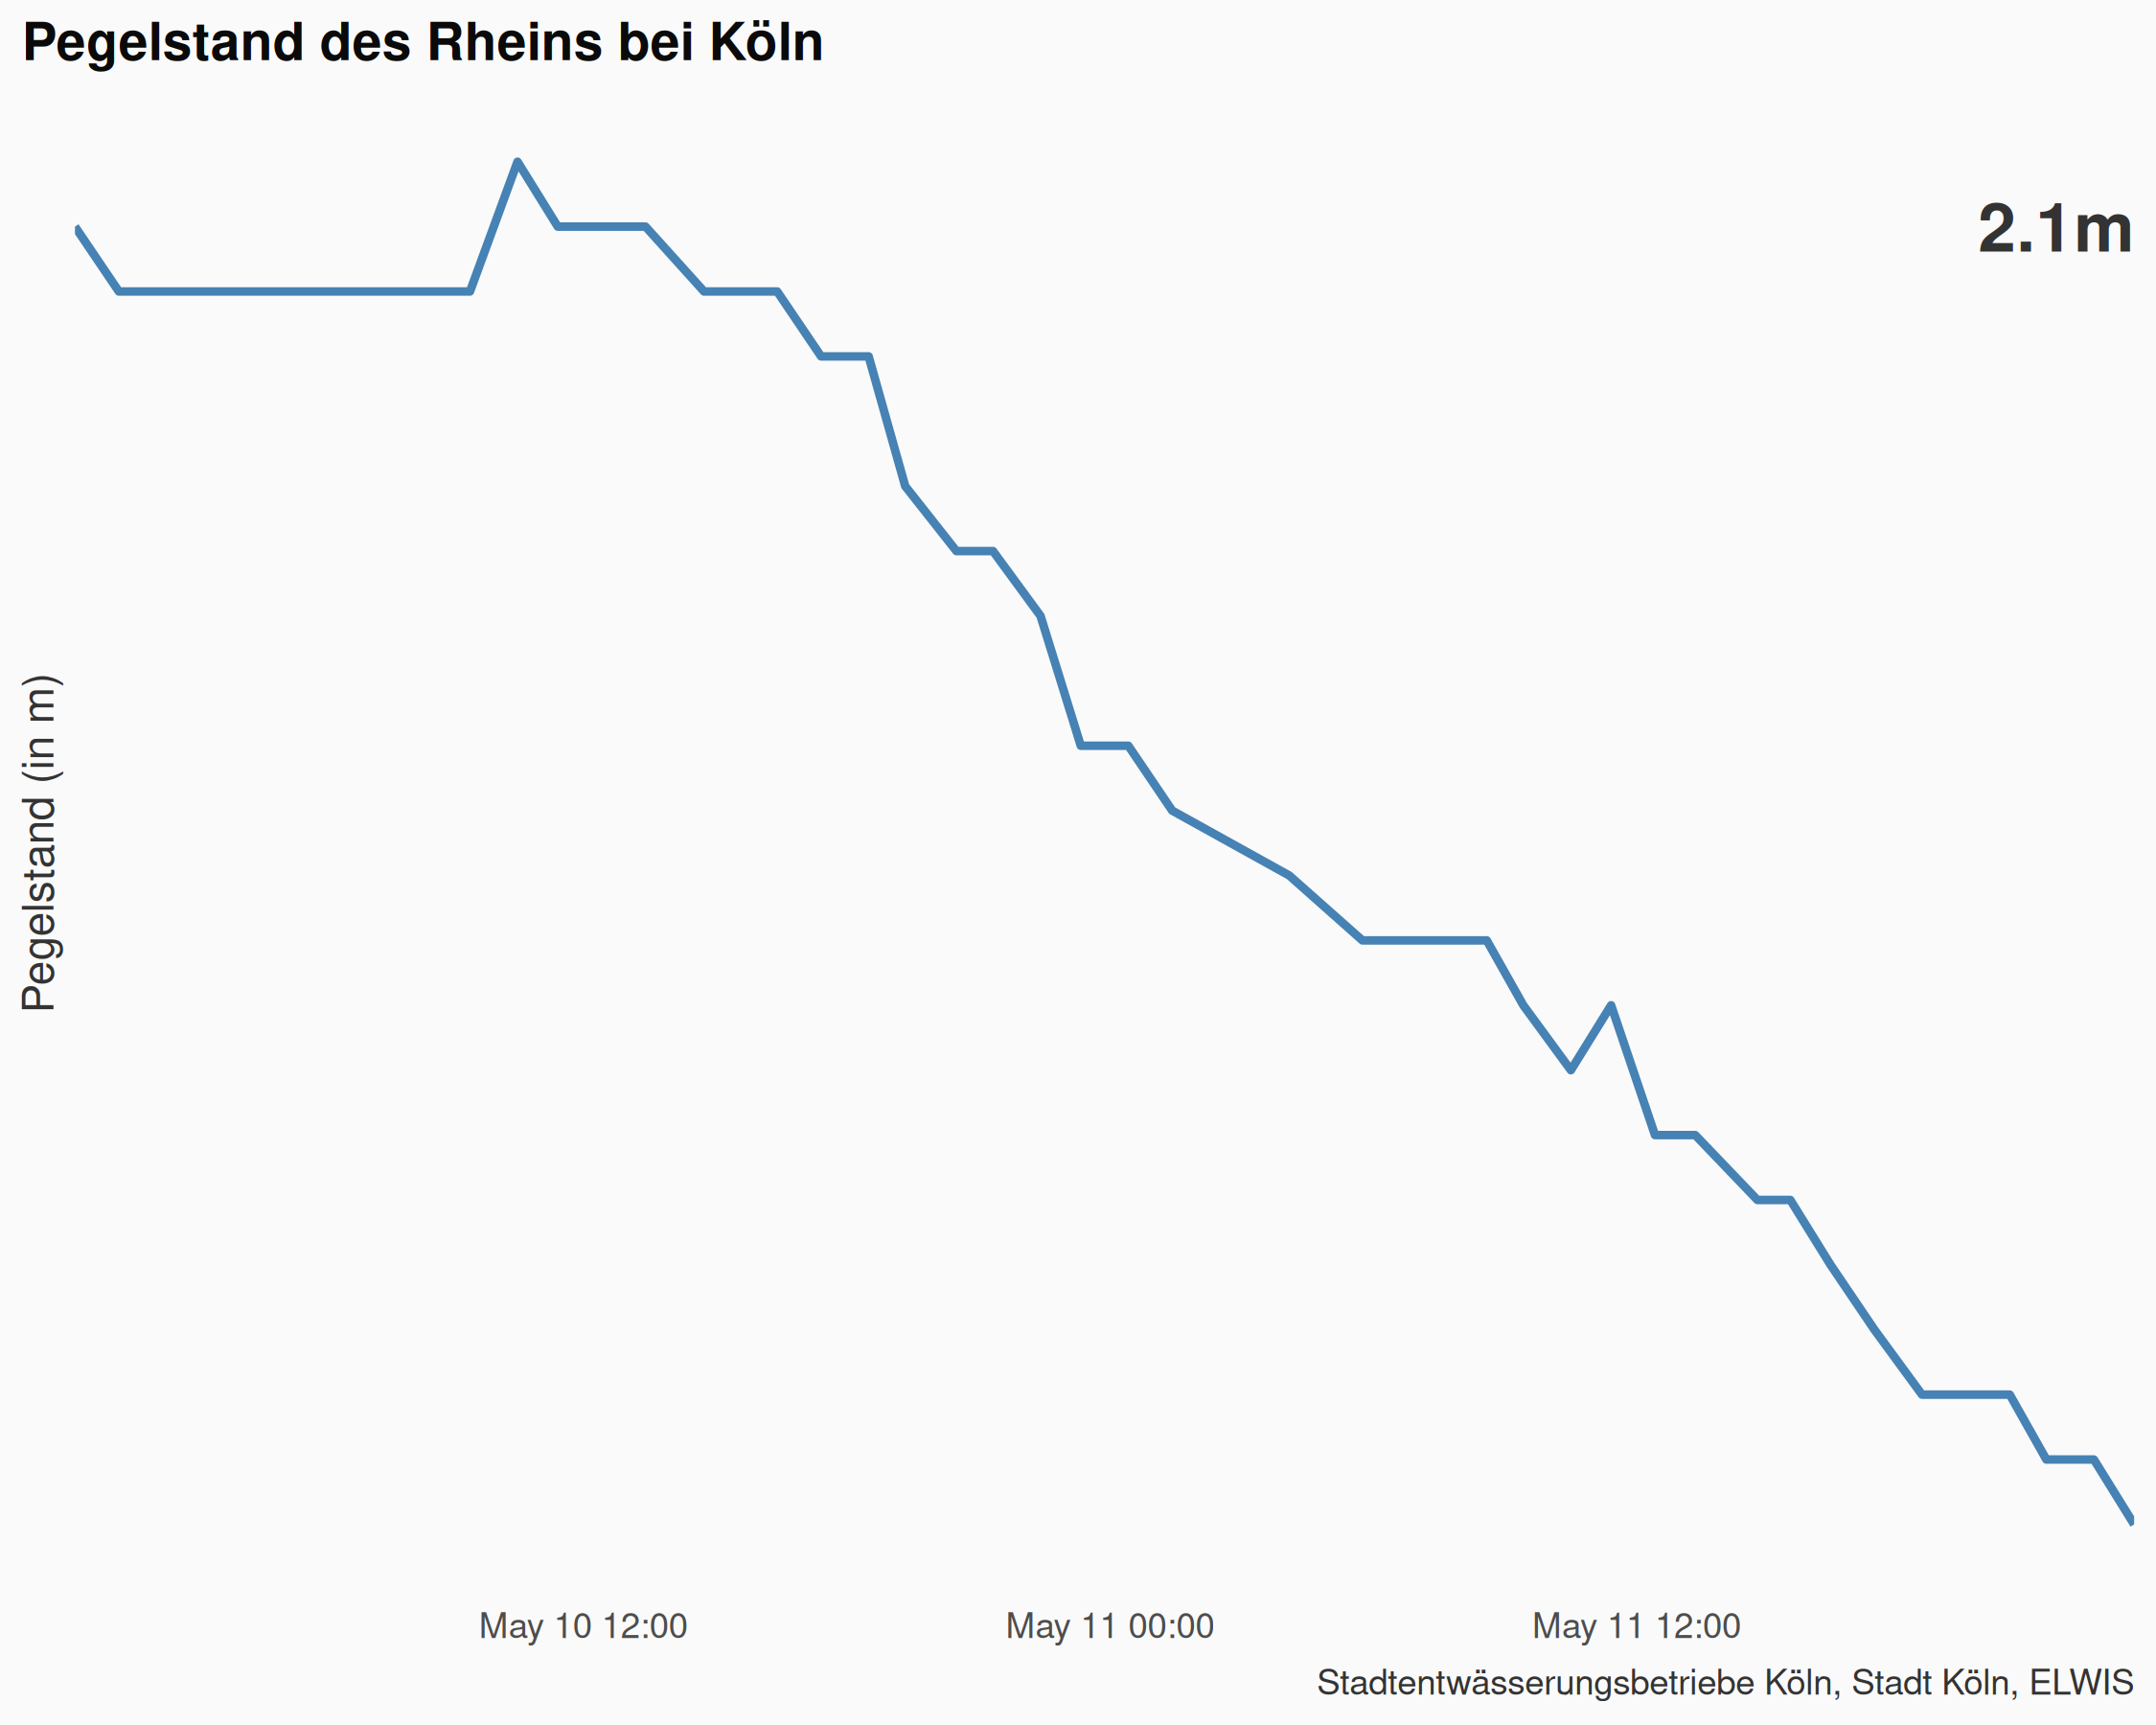 Pegelstand des Rheins bei Köln
2.1m
Pegelstand (in m)
May 10 12:00
May 11 00:00
May 11 12:00
Stadtentwässerungsbetriebe Köln, Stadt Köln, ELWIS